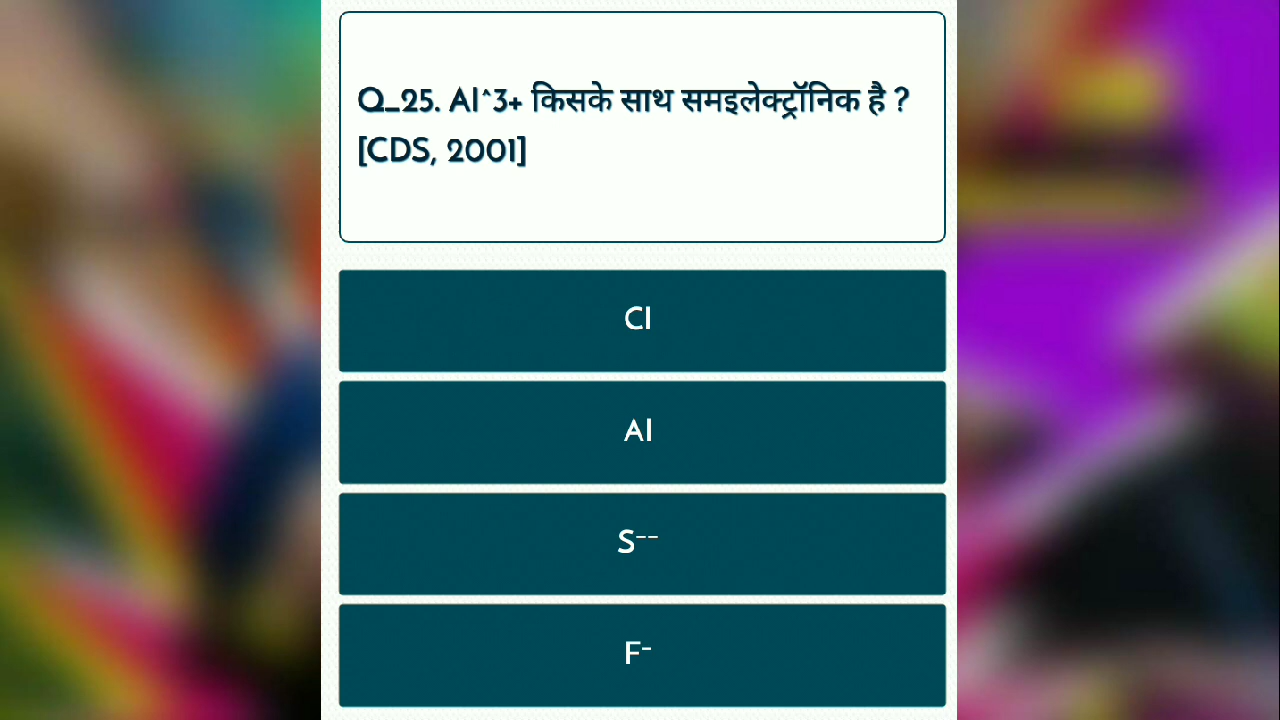 Q_25. Al^3+ किसके साथ समइलेक्ट्रॉनिक है ?
[CDS, 2001]
Cl
Al
S⁻⁻
F⁻